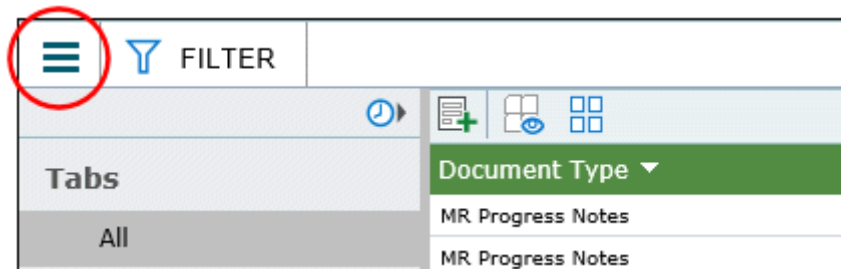 FILTER
Tabs
All
Document Type
MR Progress Notes
MR Progress Notes